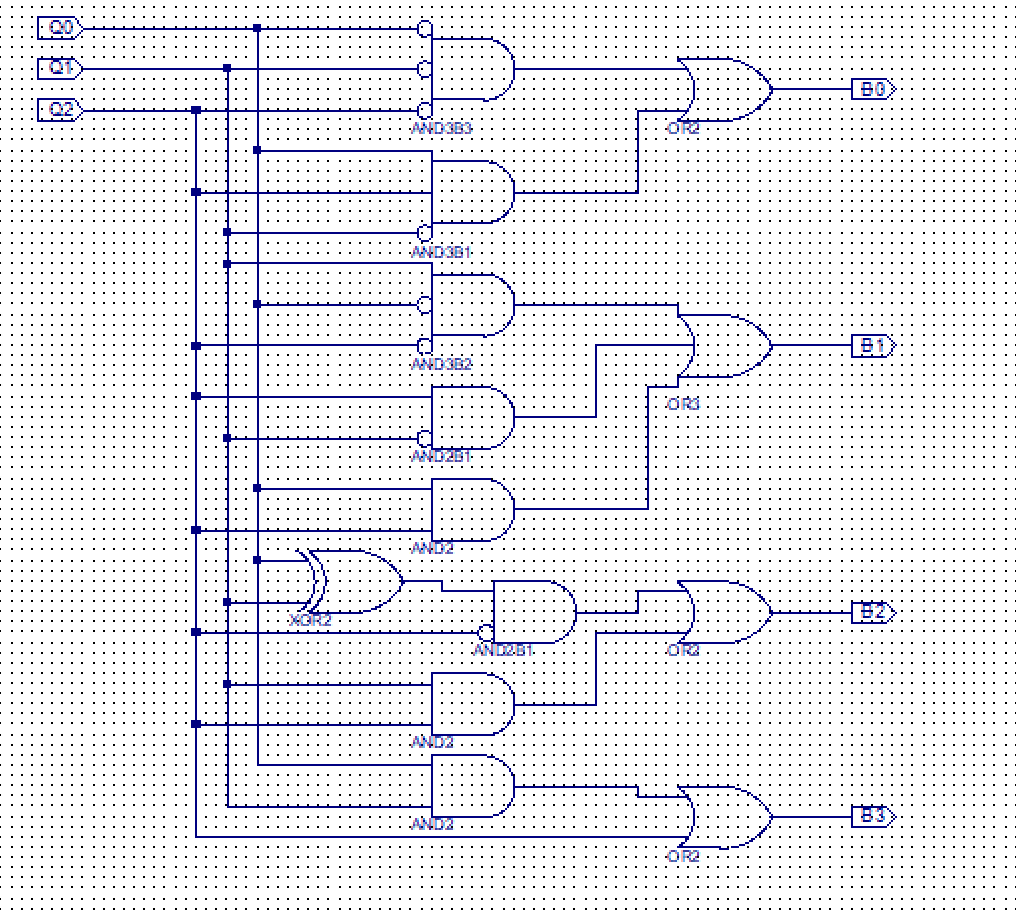 Q0
Q1
Q2
AND3B3
OR2
B0
AND3B1
AND3B2
OR3
B1
AND2B1
AND2
XOR2
AND2B1
OR2
B2
AND2
AND2
OR2
B3